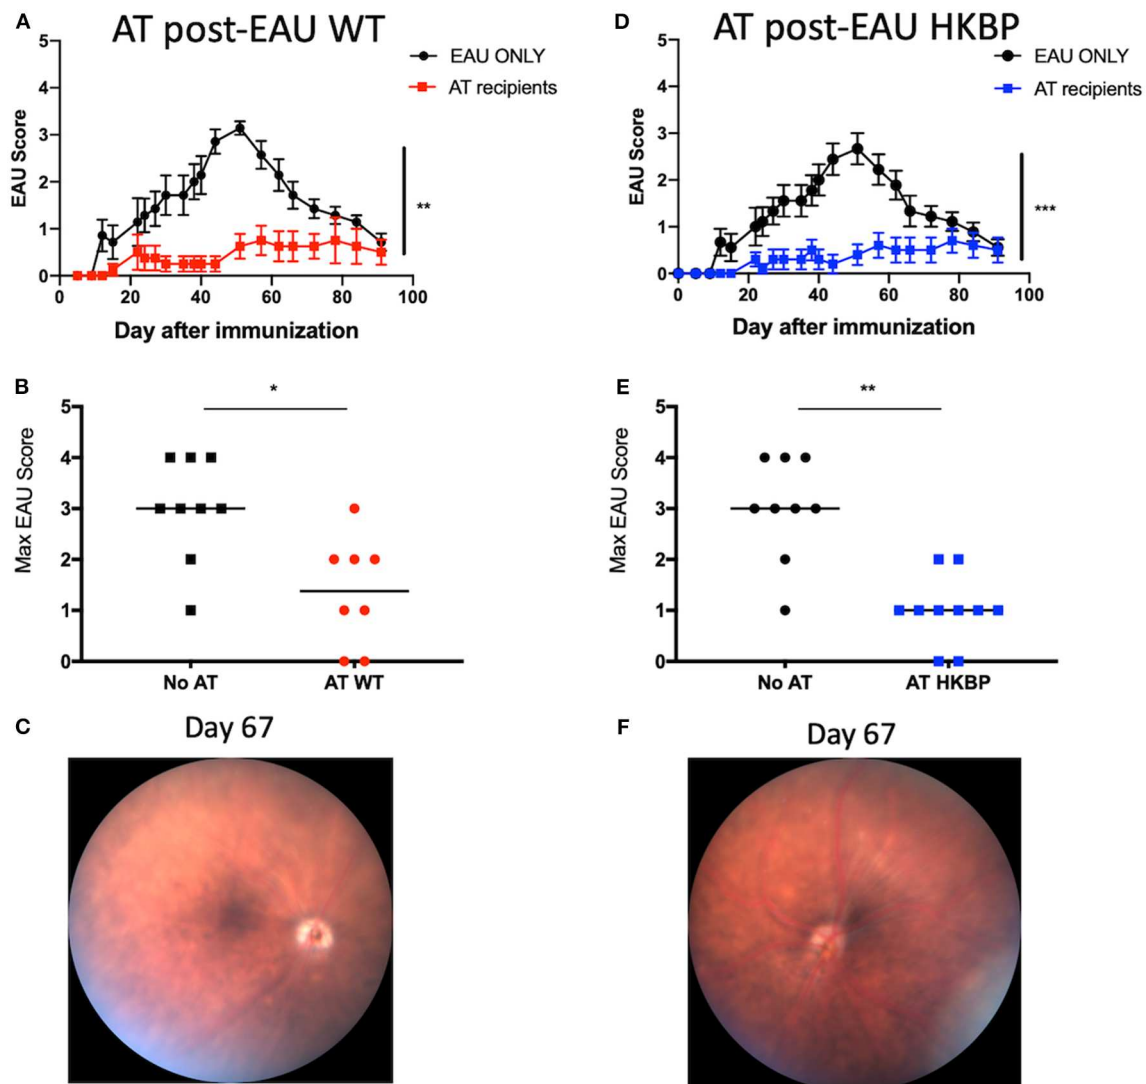 A
AT post-EAU WT
EAU ONLY
AT recipients
EAU Score
5
4
3
2
1
0
**
0 20 40 60 80 100
Day after immunization
D
AT post-EAU HKBP
EAU ONLY
AT recipients
EAU Score
5
4
3
2
1
0
***
0 20 40 60 80 100
Day after immunization
B
*
Max EAU Score
5
4
3
2
1
0
No AT AT WT
E
**
Max EAU Score
5
4
3
2
1
0
No AT AT HKBP
C
Day 67
F
Day 67